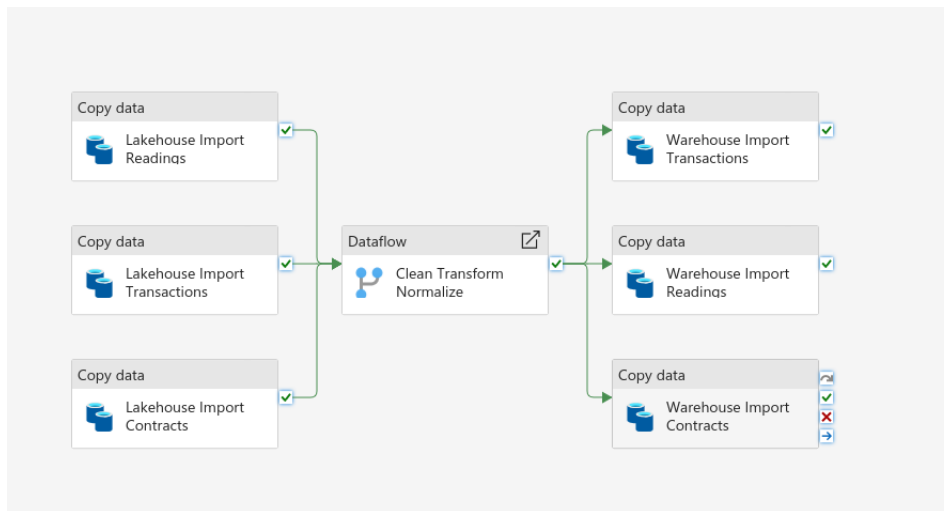 Copy data
Lakehouse Import
Readings
Copy data
Lakehouse Import
Transactions
Copy data
Lakehouse Import
Contracts
Dataflow
Clean Transform
Normalize
Copy data
Warehouse Import
Transactions
Copy data
Warehouse Import
Readings
Copy data
Warehouse Import
Contracts